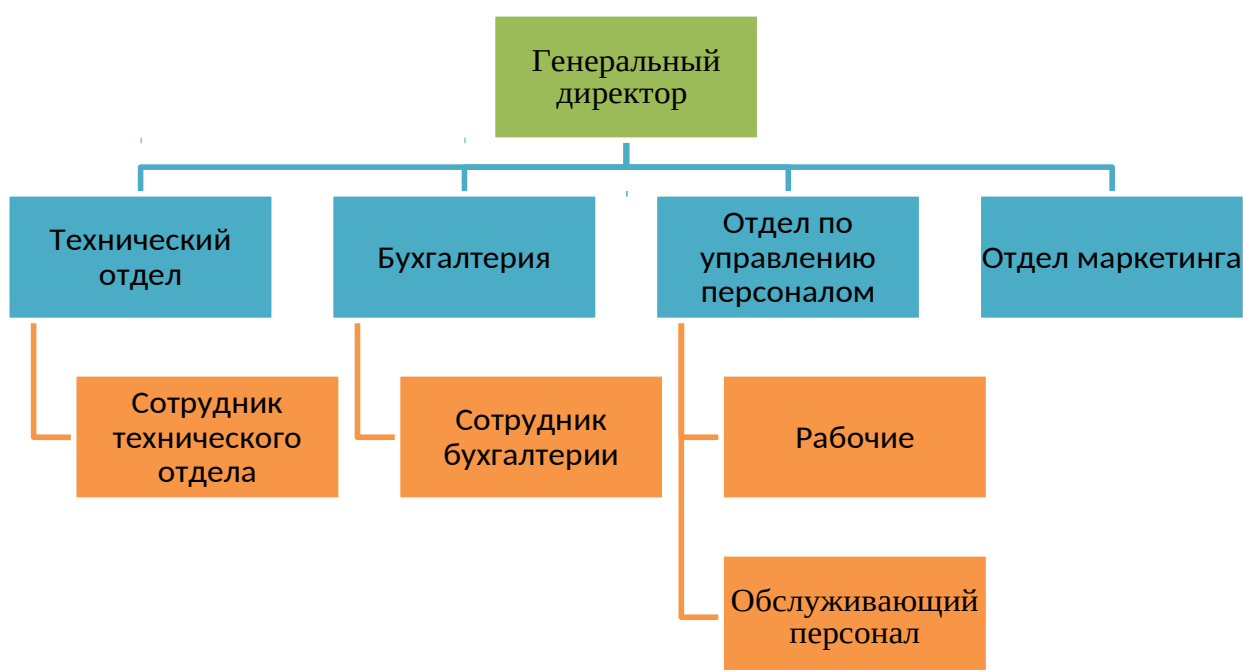 Генеральный
директор
Технический
отдел
Бухгалтерия
Отдел по
управлению
персоналом
Отдел маркетинга
Сотрудник
технического
отдела
Сотрудник
бухгалтерии
Рабочие
Обслуживающий
персонал